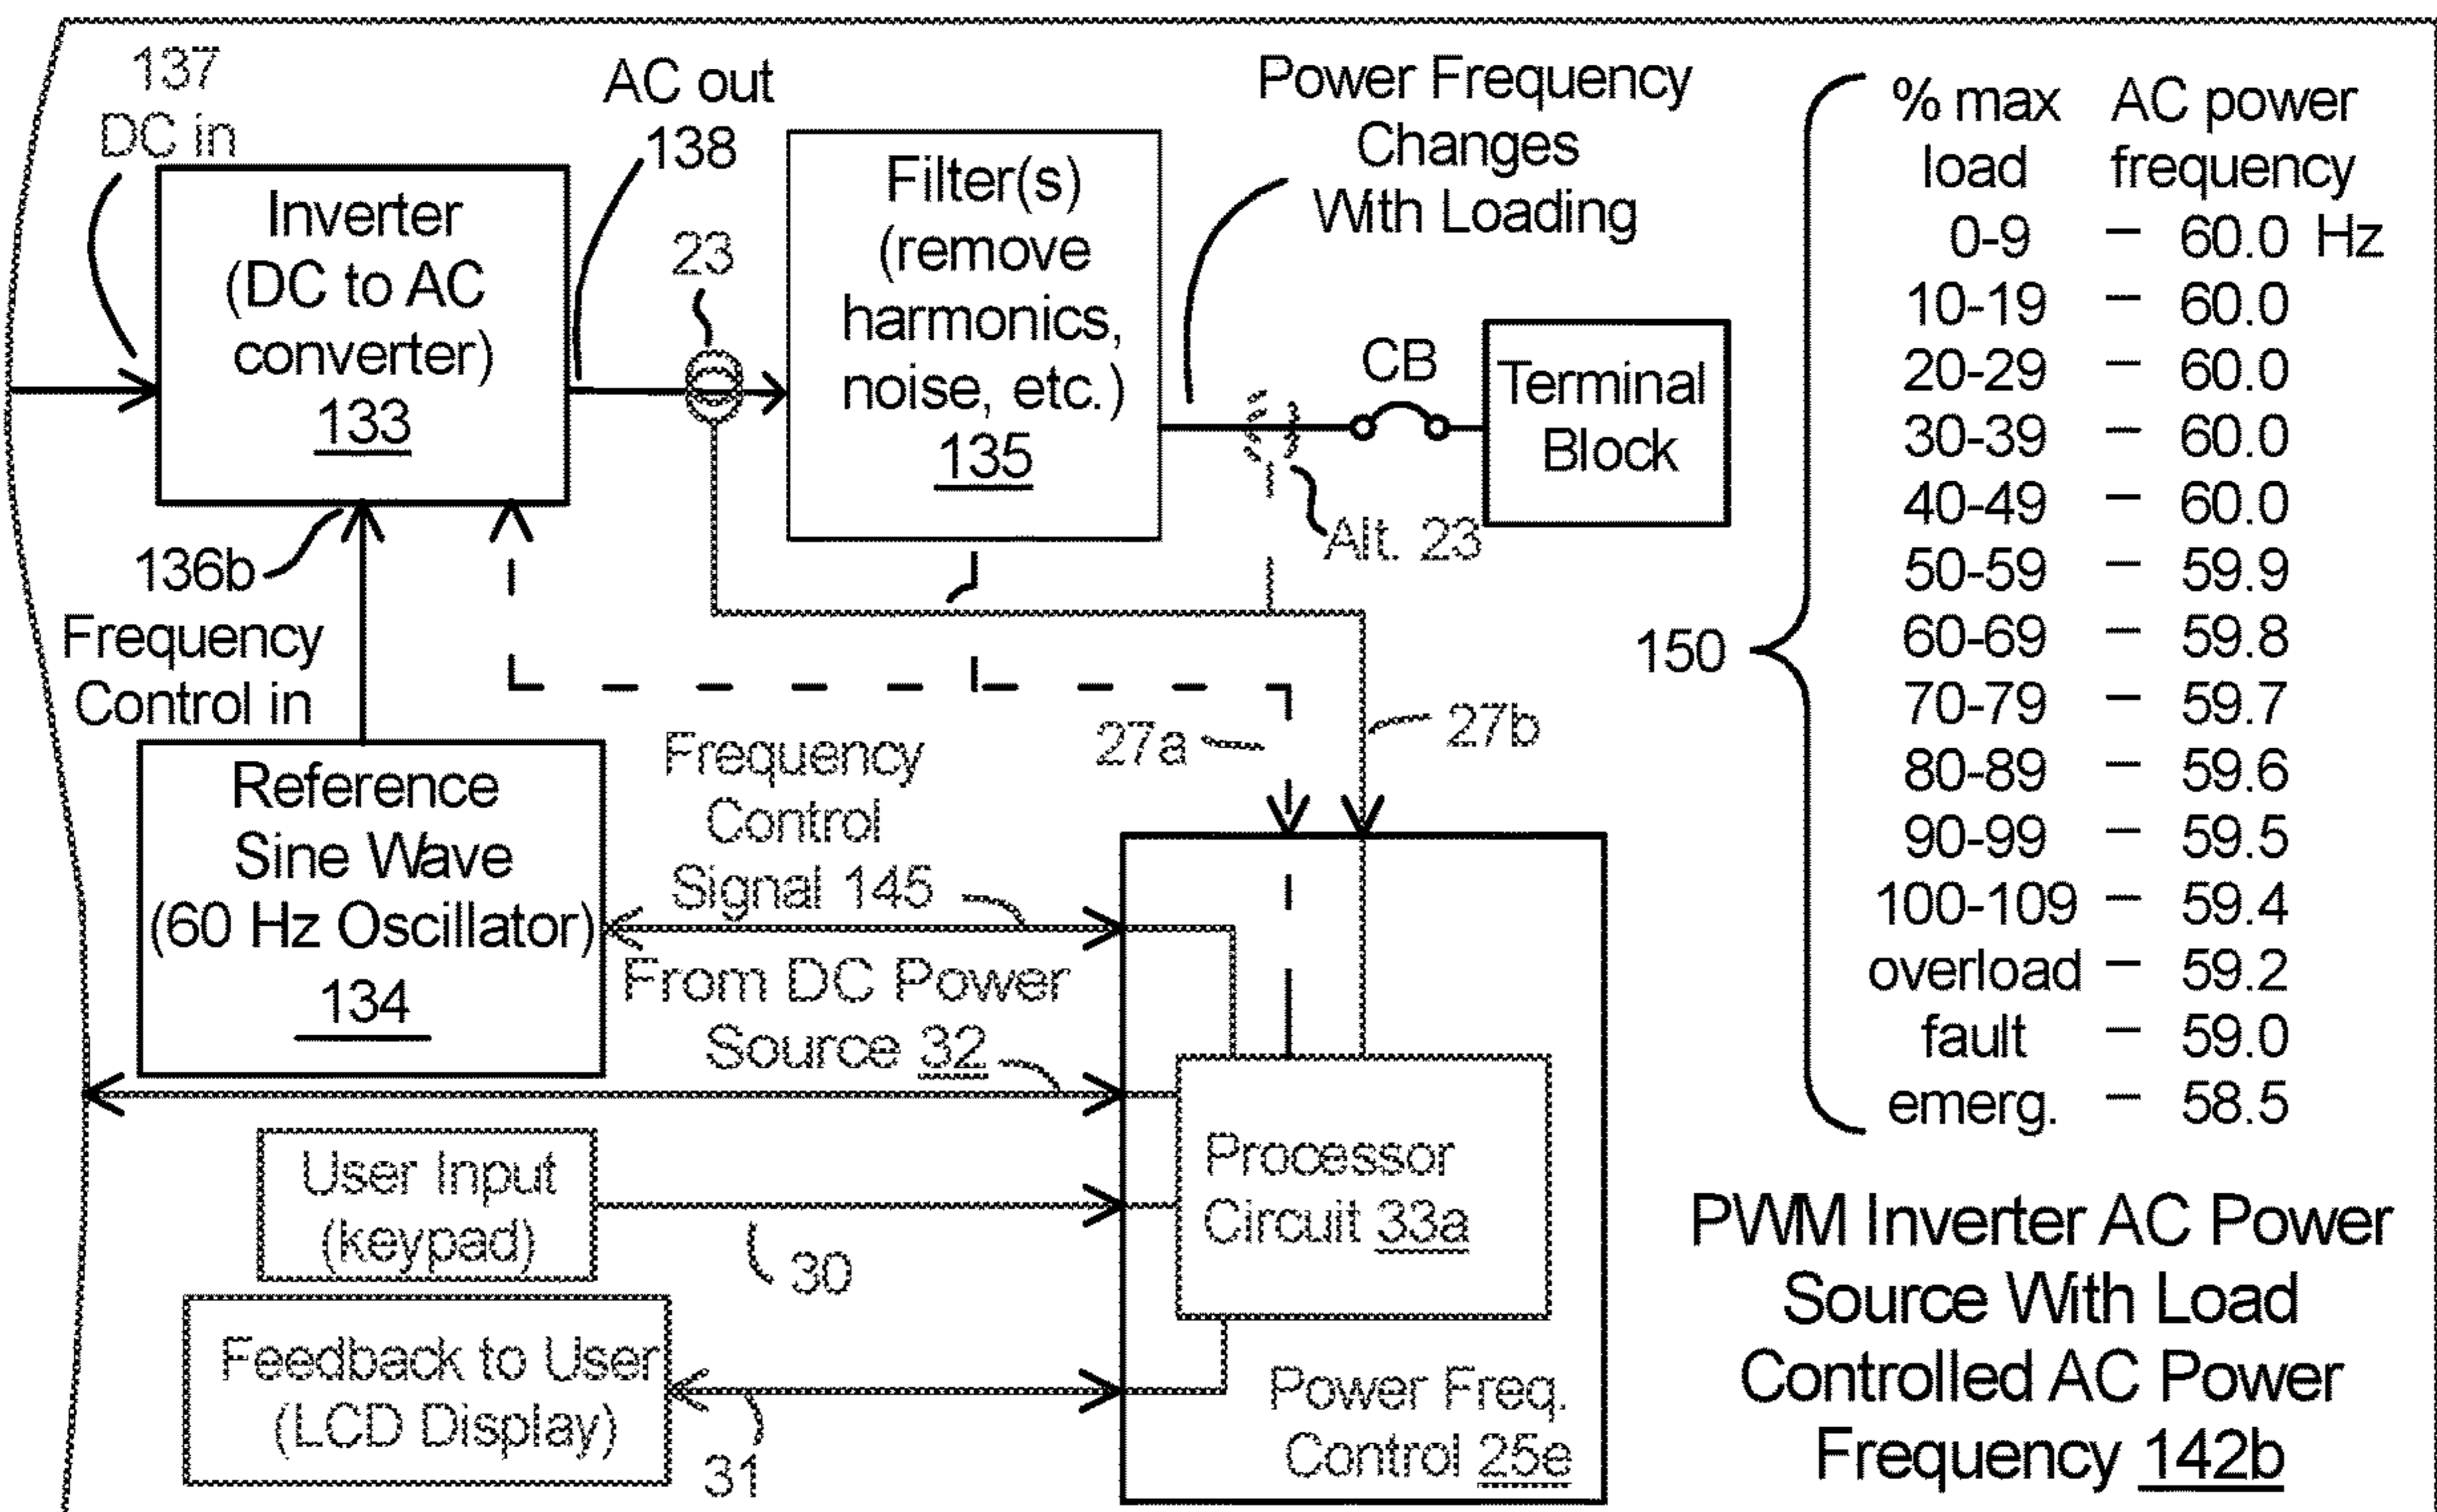 137
DC in
AC out
138
Inverter
(DC to AC
converter)
133
23
Filter(s)
(remove
harmonics,
noise, etc.)
135
Power Frequency
Changes
With Loading
CB
Terminal
Block
Alt. 23
136b
Frequency
Control in
Reference
Sine Wave
(60 Hz Oscillator)
134
Frequency
Control
Signal 145
27a
27b
From DC Power
Source 32
User Input
(keypad)
30
Feedback to User
(LCD Display)
31
Processor
Circuit 33a
Power Freq.
Control 25e
150
% max AC power
load frequency
0-9 – 60.0 Hz
10-19 – 60.0
20-29 – 60.0
30-39 – 60.0
40-49 – 60.0
50-59 – 59.9
60-69 – 59.8
70-79 – 59.7
80-89 – 59.6
90-99 – 59.5
100-109 – 59.4
overload – 59.2
fault – 59.0
emerg. – 58.5
PWM Inverter AC Power
Source With Load
Controlled AC Power
Frequency 142b